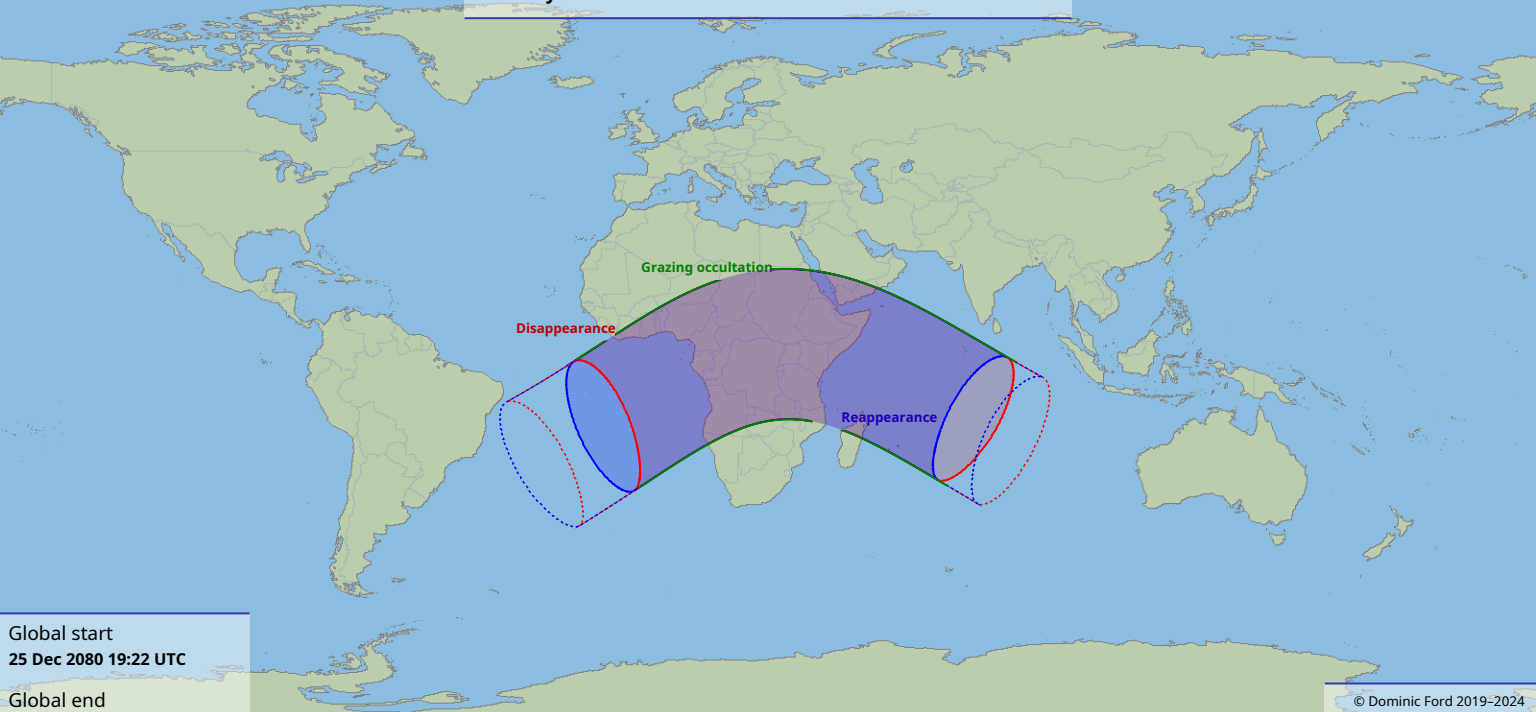 Grazing occultation
Disappearance
Reappearance
Global start
25 Dec 2080 19:22 UTC
Global end
© Dominic Ford 2019–2024